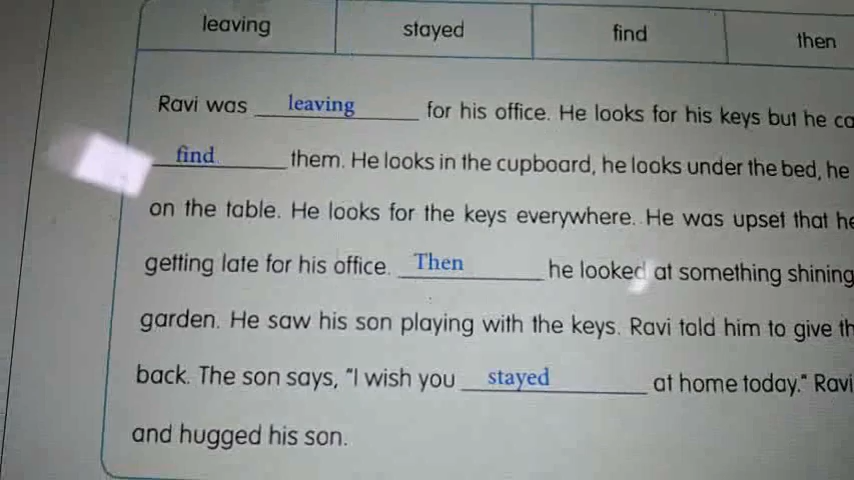 leaving stayed find then
Ravi was leaving for his office. He looks for his keys but he
find them. He looks in the cupboard, he looks under the bed, he
on the table. He looks for the keys everywhere. He was upset that
getting late for his office. Then he looked at something shining
garden. He saw his son playing with the keys. Ravi told him to give
back. The son says, "I wish you stayed at home today." Ravi
and hugged his son.